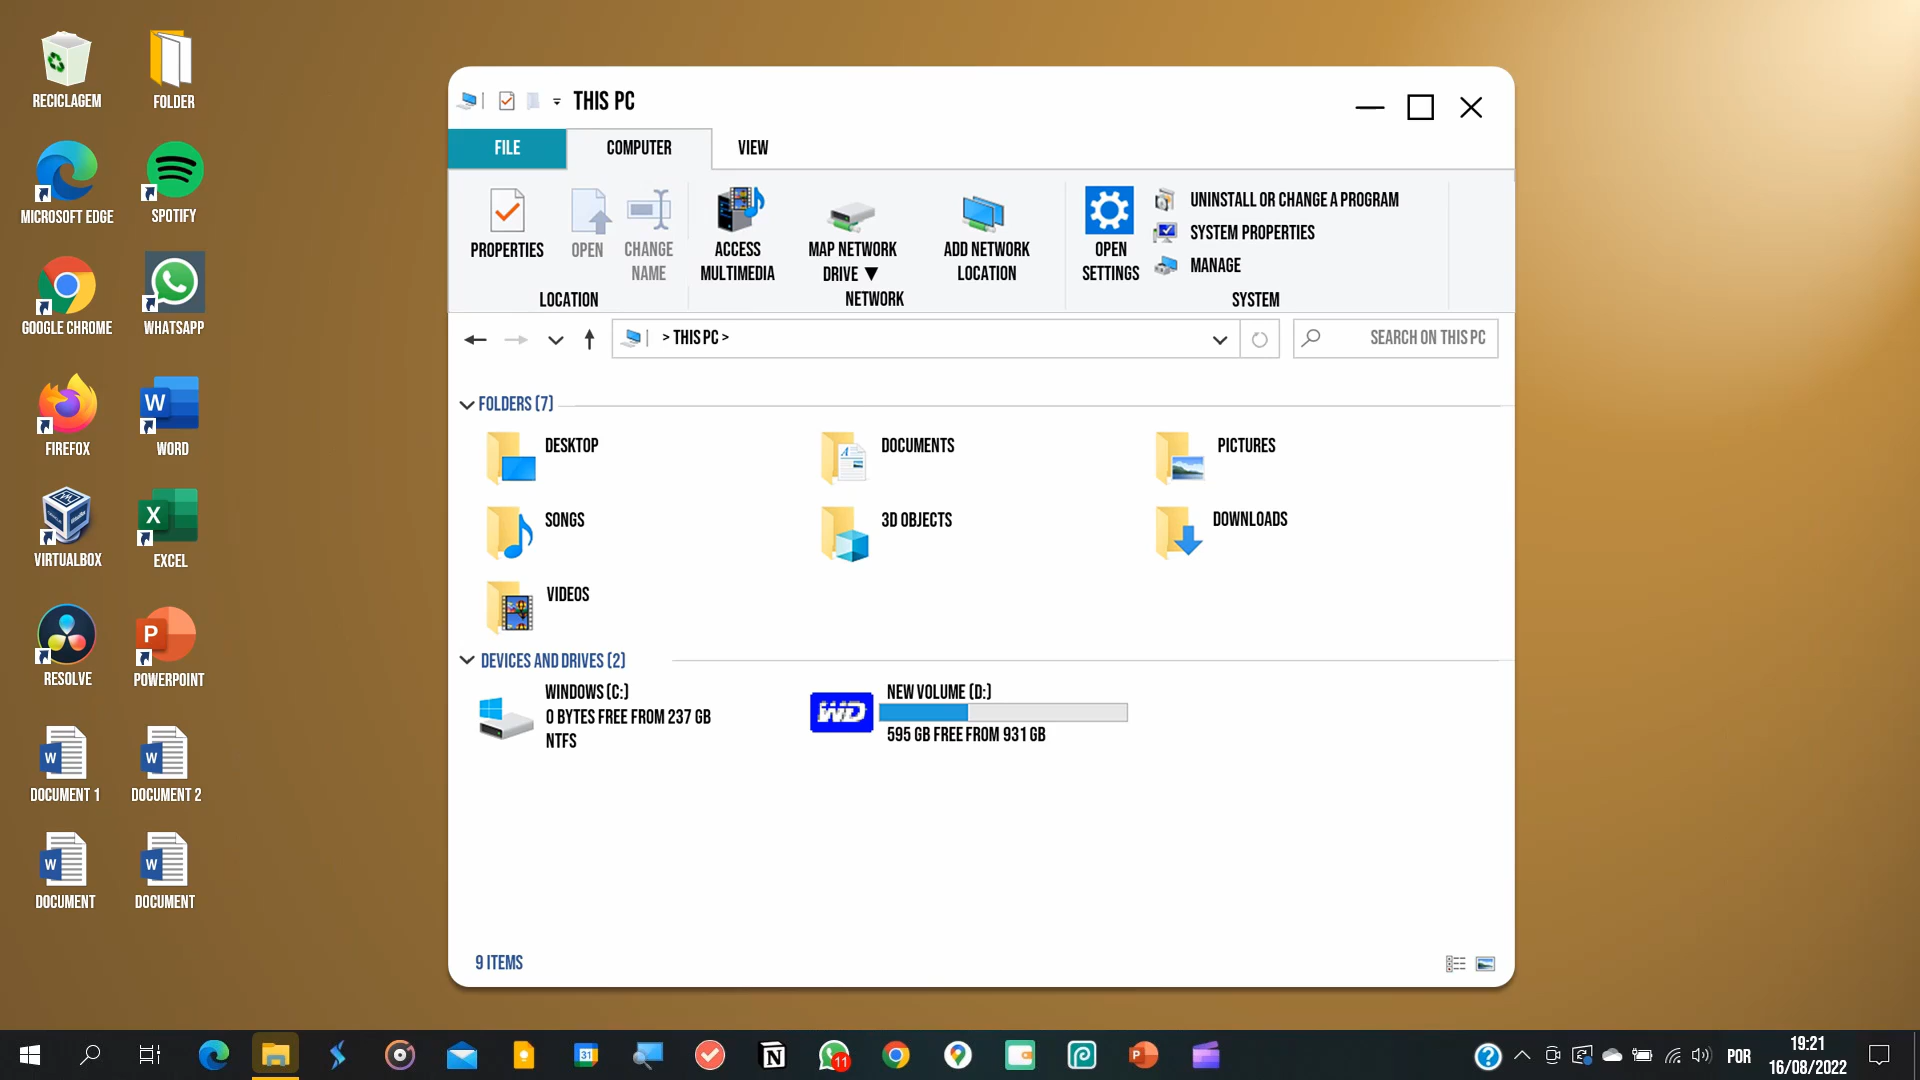 RECICLAGEM
FOLDER
MICROSOFT EDGE
SPOTIFY
GOOGLE CHROME
WHATSAPP
FIREFOX
W
WORD
VIRTUALBOX
X
EXCEL
RESOLVE
P
POWERPOINT
W
DOCUMENT 1
W
DOCUMENT 2
W
DOCUMENT
W
DOCUMENT
THIS PC
FILE
COMPUTER
VIEW
PROPERTIES
OPEN
CHANGE
NAME
LOCATION
ACCESS
MULTIMEDIA
MAP NETWORK
DRIVE ▼
ADD NETWORK
LOCATION
NETWORK
OPEN
SETTINGS
UNINSTALL OR CHANGE A PROGRAM
SYSTEM PROPERTIES
MANAGE
SYSTEM
> THIS PC >
SEARCH ON THIS PC
FOLDERS (7)
DESKTOP
DOCUMENTS
PICTURES
SONGS
3D OBJECTS
DOWNLOADS
VIDEOS
DEVICES AND DRIVES (2)
WINDOWS (C:)
0 BYTES FREE FROM 237 GB
NTFS
WD
NEW VOLUME (D:)
595 GB FREE FROM 931 GB
9 ITEMS
31
11
P
?
POR
19:21
16/08/2022